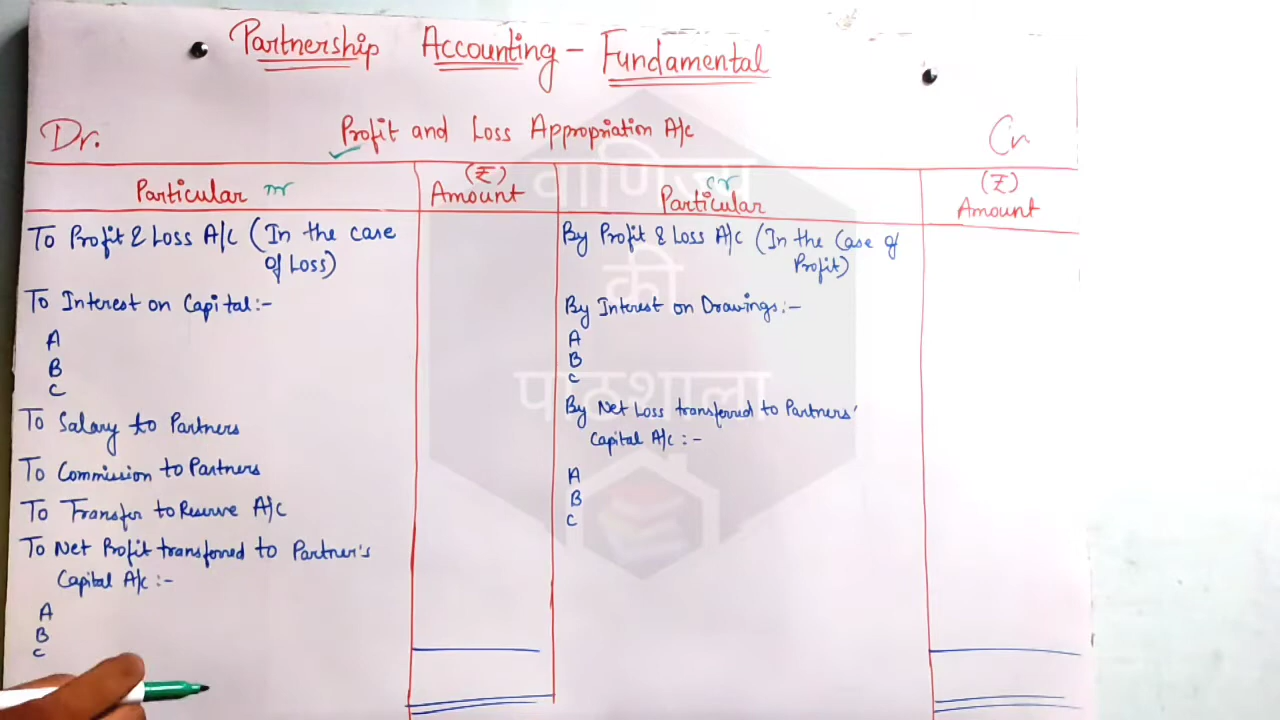 Partnership Accounting - Fundamental
Dr. Profit and Loss Appropriation A/c Cr
Particular
(₹)
Amount
Particular
(₹)
Amount
To Profit & Loss A/c (In the case
of Loss)
To Interest on Capital:-
A
B
C
To Salary to Partners
To Commission to Partners
To Transfer to Reserve A/c
To Net Profit transferred to Partner's
Capital A/c :-
A
B
C
By Profit & Loss A/c (In the Case of
Profit)
By Interest on Drawings:-
A
B
C
By Net Loss transferred to Partners'
Capital A/c :-
A
B
C
वाणिज्य
की
पाठशाला